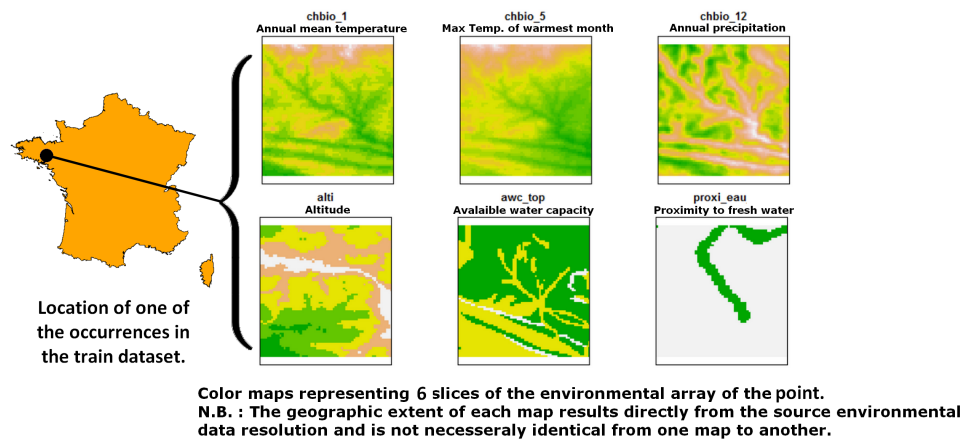 chbio_1
Annual mean temperature
chbio_5
Max Temp. of warmest month
chbio_12
Annual precipitation
alti
Altitude
awc_top
Avalaible water capacity
proxi_eau
Proximity to fresh water
Location of one of
the occurrences in
the train dataset.
Color maps representing 6 slices of the environmental array of the point.
N.B. : The geographic extent of each map results directly from the source environmental
data resolution and is not necesseraly identical from one map to another.